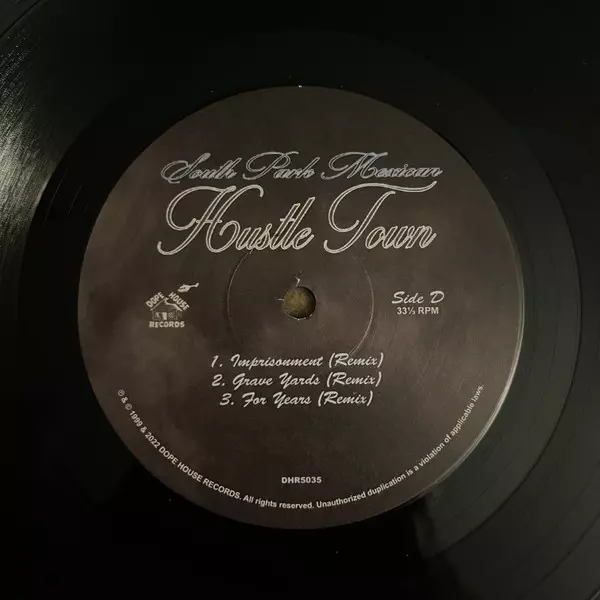 South Park Mexican
Hustle Town
DOPE HOUSE
RECORDS
Side D
33⅓ RPM
1. Imprisonment (Remix)
2. Grave Yards (Remix)
3. For Years (Remix)
DHR5035
℗ & © 1999 & 2022 DOPE HOUSE RECORDS. All rights reserved. Unauthorized duplication is a violation of applicable laws.